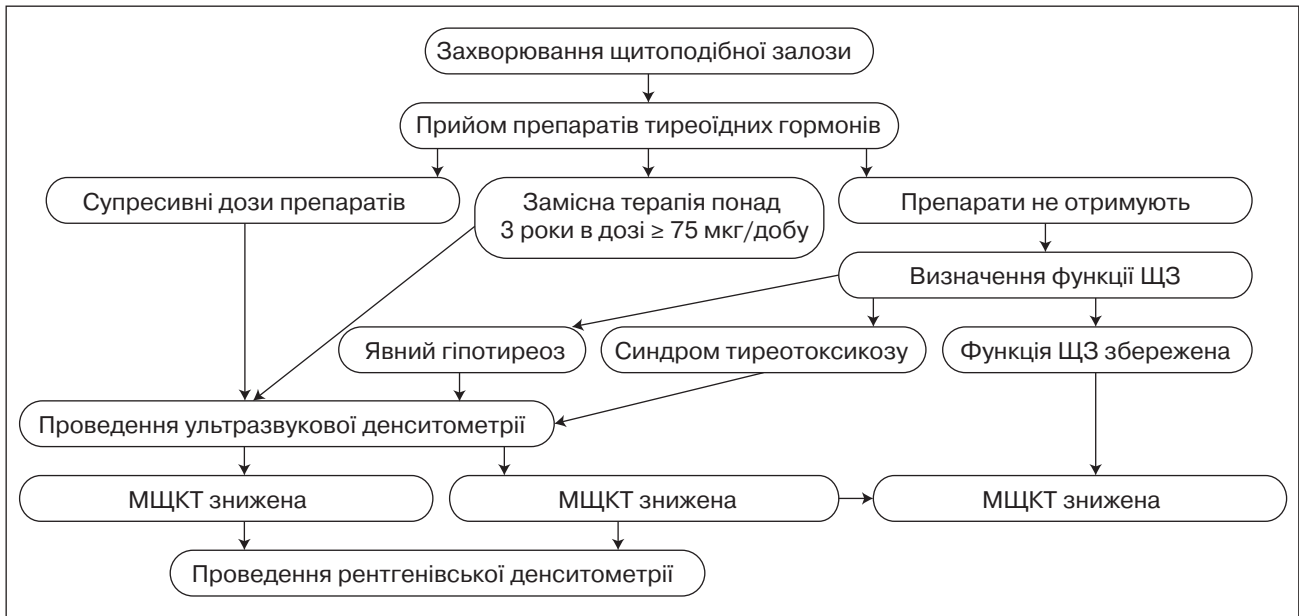 Захворювання щитоподібної залози
Прийом препаратів тиреоїдних гормонів
Супресивні дози препаратів
Замісна терапія понад
3 роки в дозі ≥ 75 мкг/добу
Препарати не отримують
Визначення функції ЩЗ
Явний гіпотиреоз
Синдром тиреотоксикозу
Функція ЩЗ збережена
Проведення ультразвукової денситометрії
МЩКТ знижена
МЩКТ знижена
МЩКТ знижена
Проведення рентгенівської денситометрії